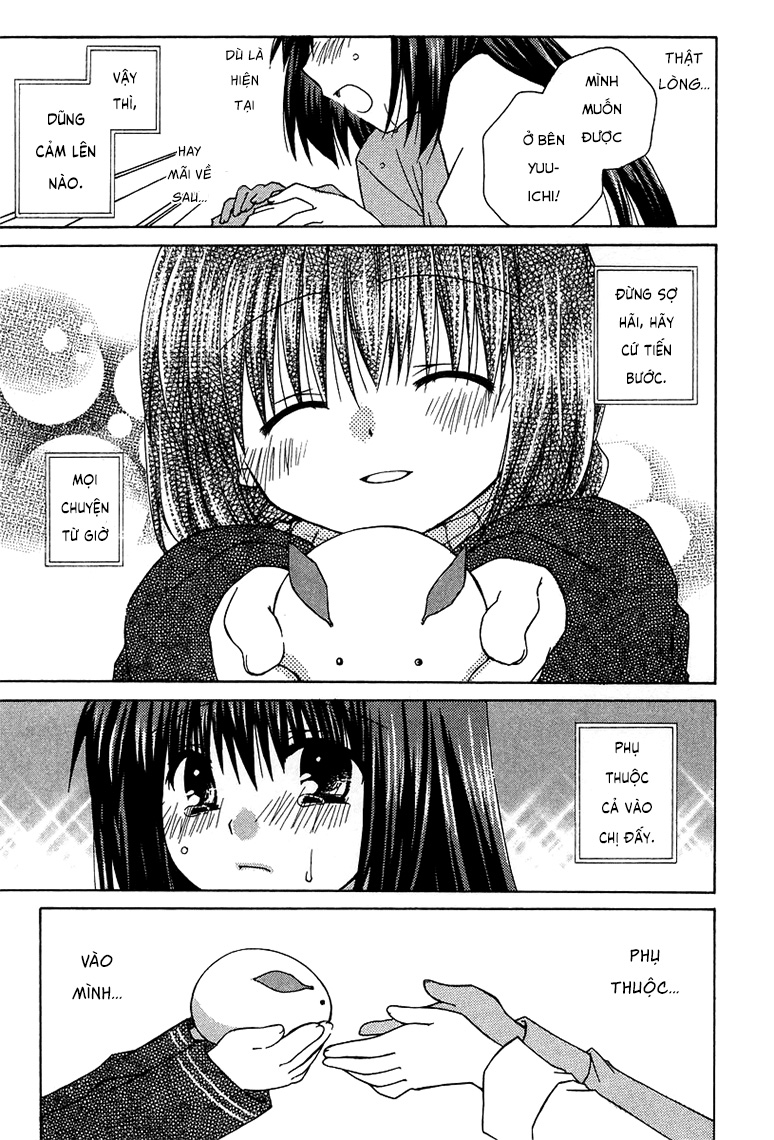 THẬT
LÒNG...
MÌNH
MUỐN
ĐƯỢC
Ở BÊN
YUU-
ICHI!
DÙ LÀ
HIỆN
TẠI
HAY
MÃI VỀ
SAU...
VẬY
THÌ,
DŨNG
CẢM LÊN
NÀO.
ĐỪNG SỢ
HÃI, HÃY
CỨ TIẾN
BƯỚC.
MỌI
CHUYỆN
TỪ GIỜ
PHỤ
THUỘC
CẢ VÀO
CHỊ ĐẤY.
PHỤ
THUỘC...
VÀO
MÌNH...